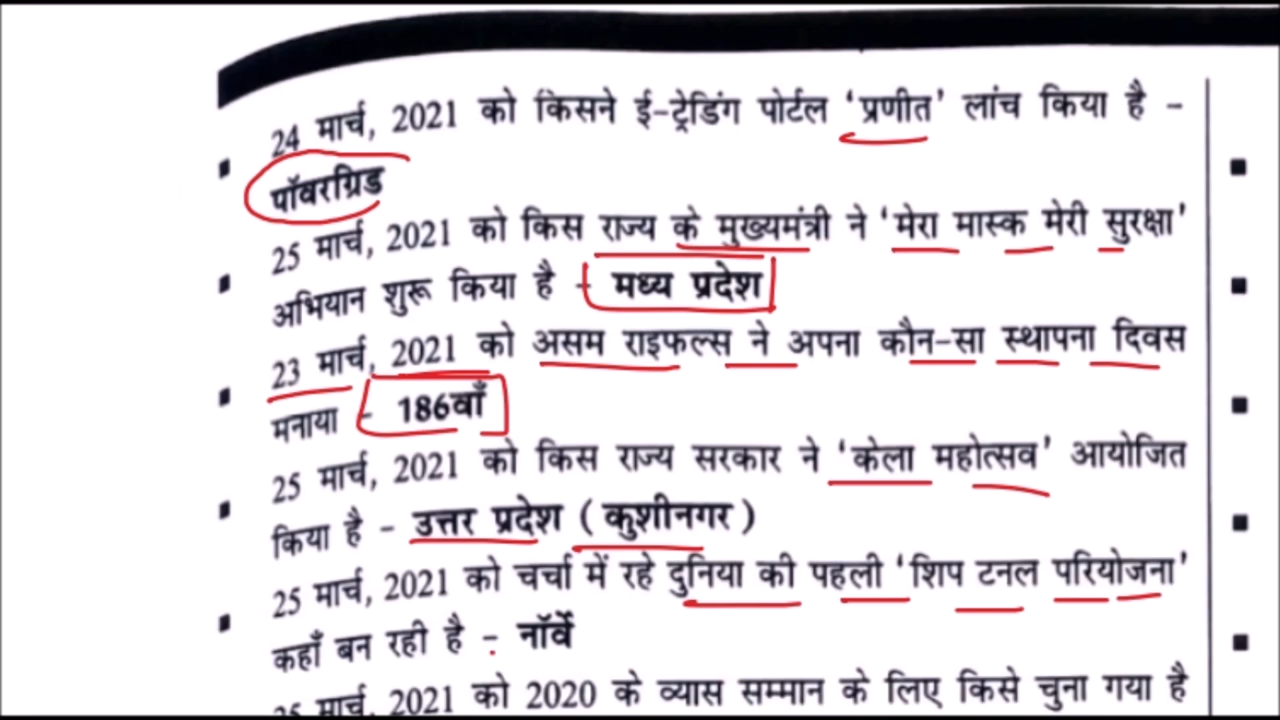 24 मार्च, 2021 को किसने ई-ट्रेडिंग पोर्टल ‘प्रणीत’ लांच किया है -
पॉवरग्रिड
25 मार्च, 2021 को किस राज्य के मुख्यमंत्री ने ‘मेरा मास्क मेरी सुरक्षा’
अभियान शुरू किया है - मध्य प्रदेश
23 मार्च, 2021 को असम राइफल्स ने अपना कौन-सा स्थापना दिवस
मनाया - 186वाँ
25 मार्च, 2021 को किस राज्य सरकार ने ‘केला महोत्सव’ आयोजित
किया है - उत्तर प्रदेश (कुशीनगर)
25 मार्च, 2021 को चर्चा में रहे दुनिया की पहली ‘शिप टनल परियोजना’
कहाँ बन रही है - नॉर्वे
25 मार्च, 2021 को 2020 के व्यास सम्मान के लिए किसे चुना गया है